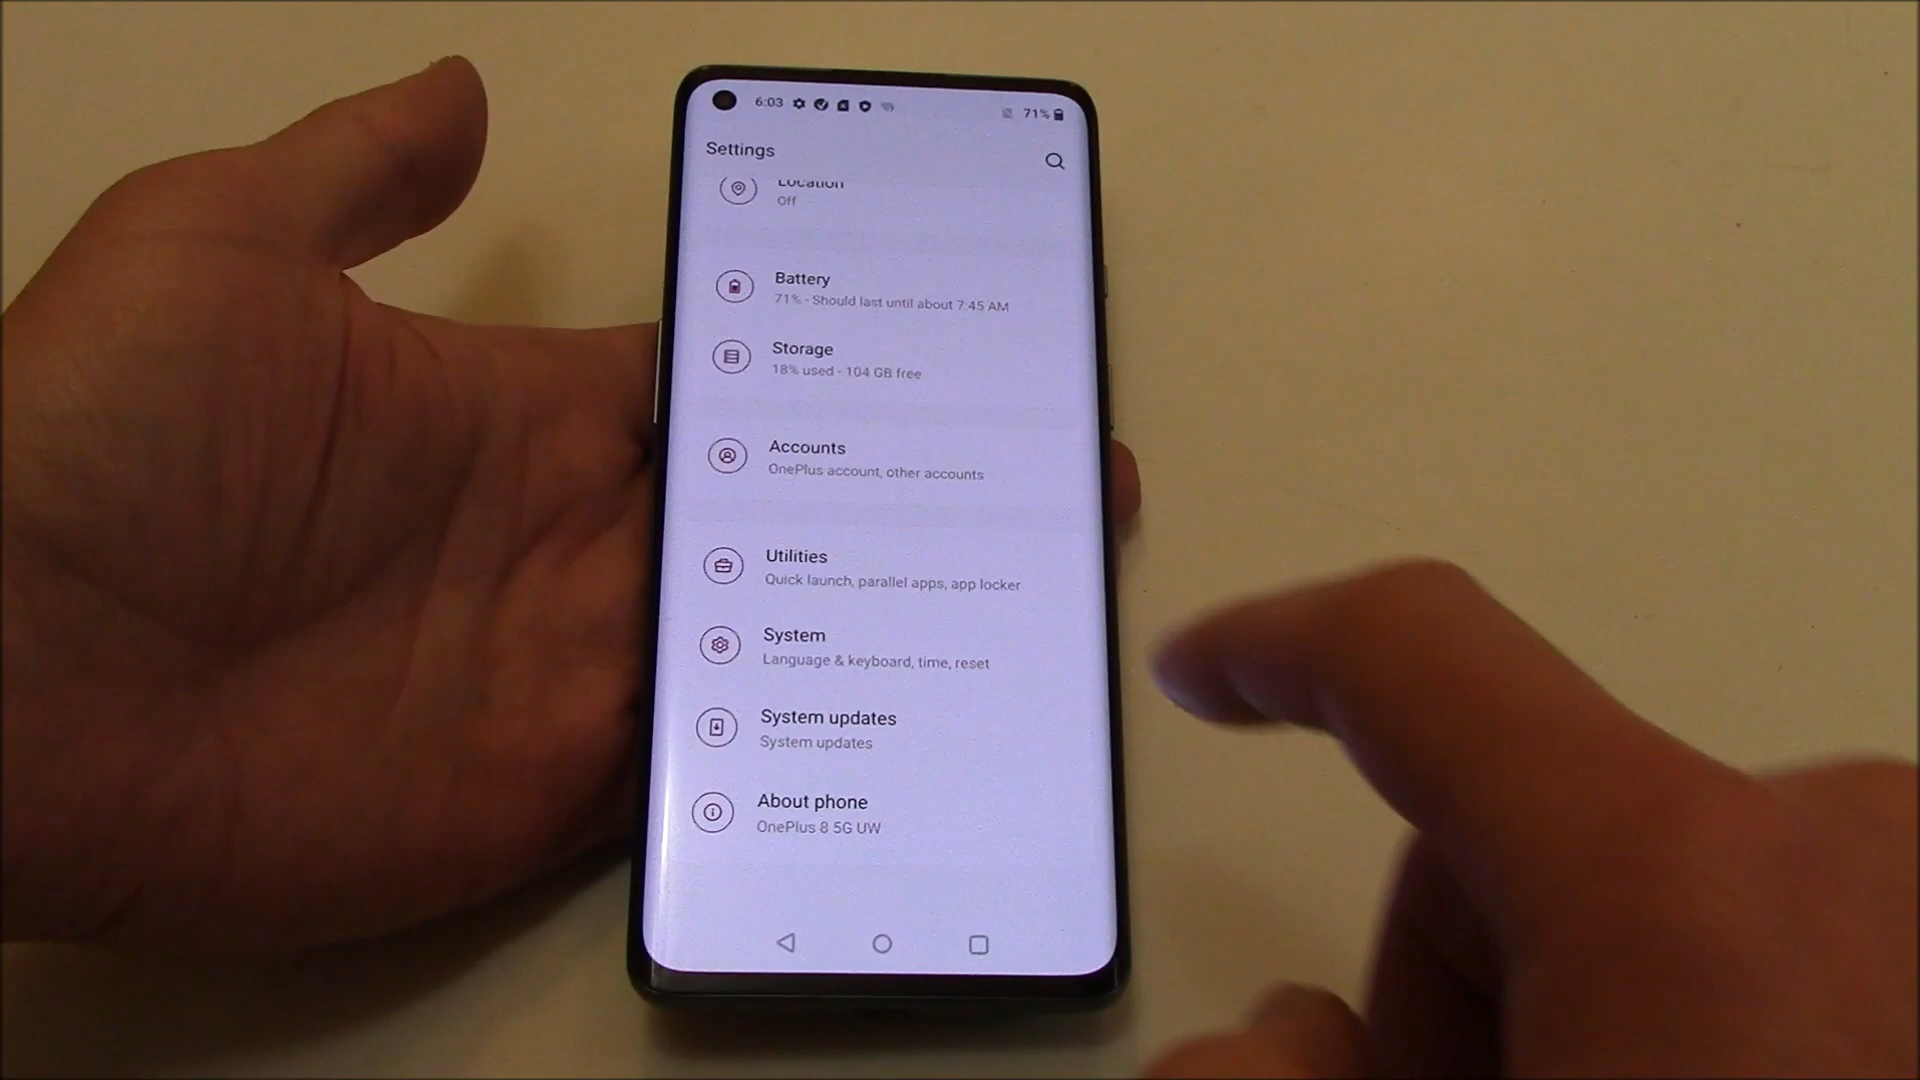 6:03
71%
Settings
Location
Off
Battery
71% - Should last until about 7:45 AM
Storage
18% used - 104 GB free
Accounts
OnePlus account, other accounts
Utilities
Quick launch, parallel apps, app locker
System
Language & keyboard, time, reset
System updates
System updates
About phone
OnePlus 8 5G UW